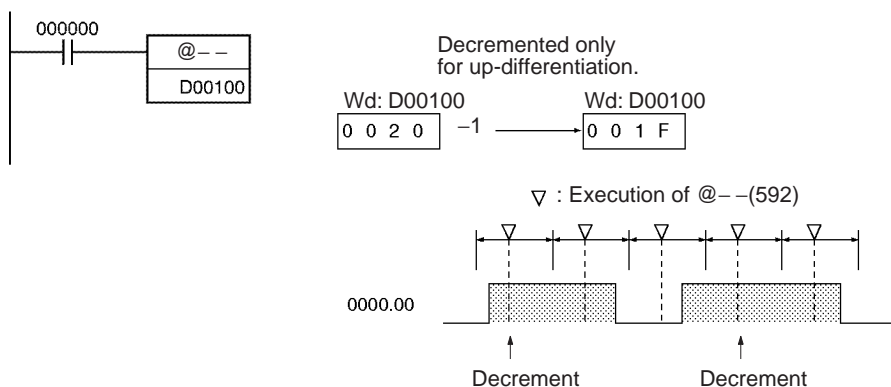 000000
@– –
D00100
Decremented only
for up-differentiation.
Wd: D00100
Wd: D00100
0 0 2 0
–1
0 0 1 F
: Execution of @– –(592)
0000.00
Decrement
Decrement